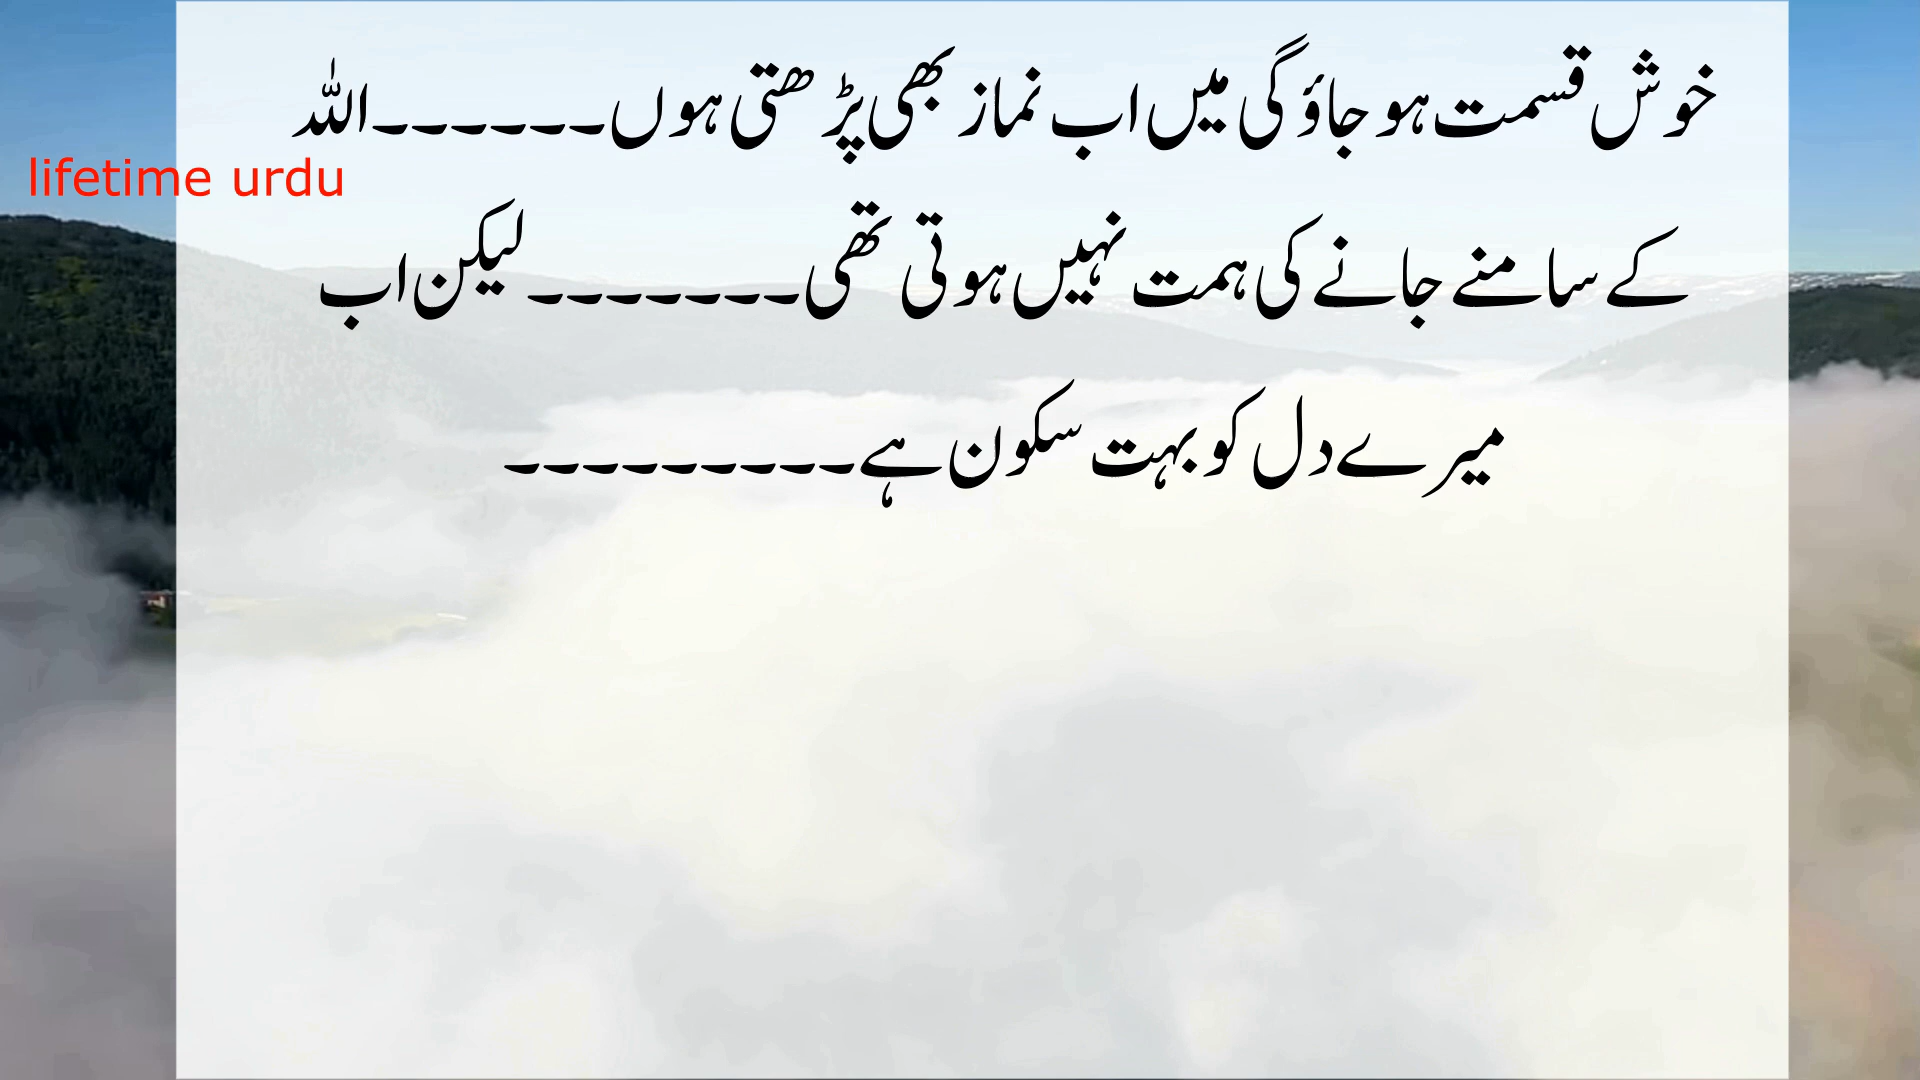 خوش قسمت ہو جاؤ گی میں اب نماز بھی پڑھتی ہوں۔۔۔۔۔۔اللہ
lifetime urdu
کے سامنے جانے کی ہمت نہیں ہوتی تھی۔۔۔۔۔۔۔لیکن اب
میرے دل کو بہت سکون ہے۔۔۔۔۔۔۔۔۔